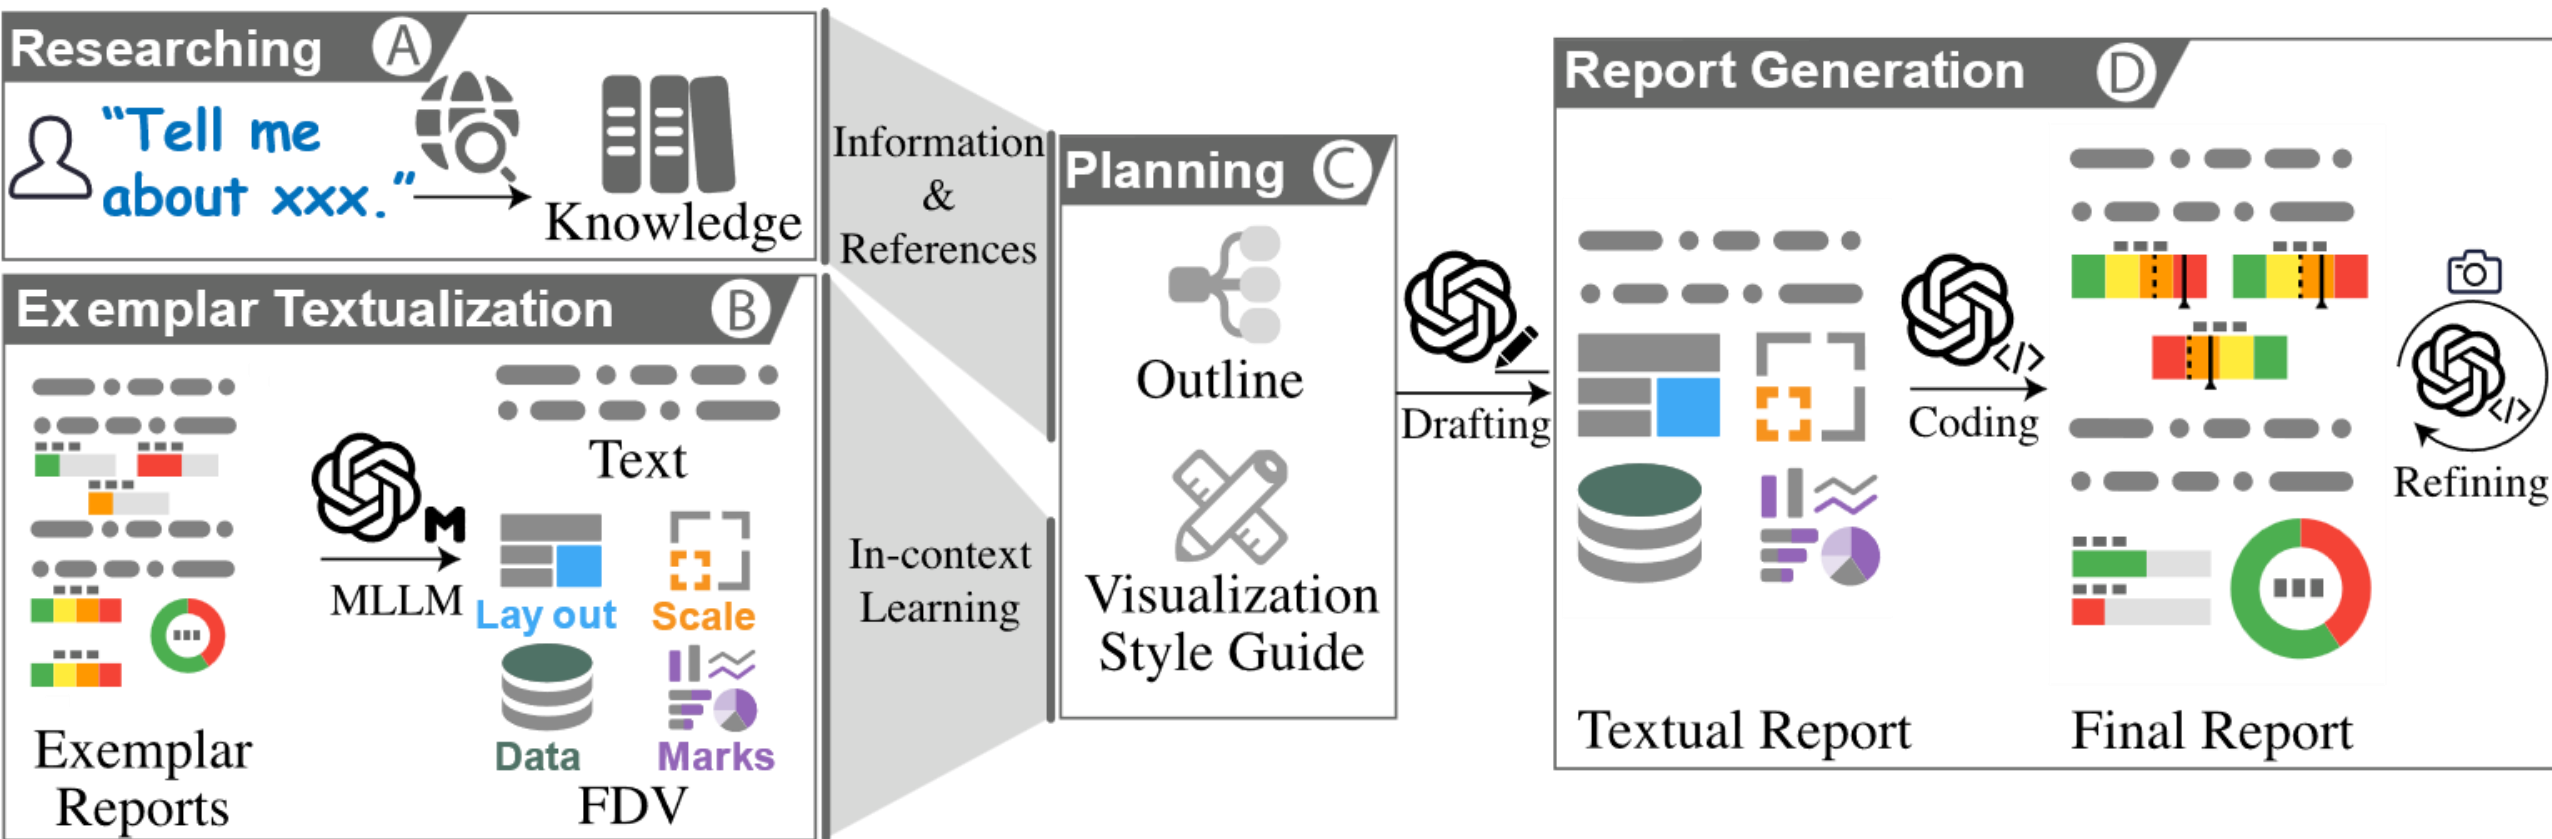 Researching A
“Tell me
about xxx.”
Knowledge
Exemplar Textualization B
Exemplar
Reports
MLLM
Text
Lay out
Scale
Data
Marks
FDV
Information
&
References
In-context
Learning
Planning C
Outline
Visualization
Style Guide
Drafting
Report Generation D
Textual Report
</>
Coding
Final Report
</>
Refining